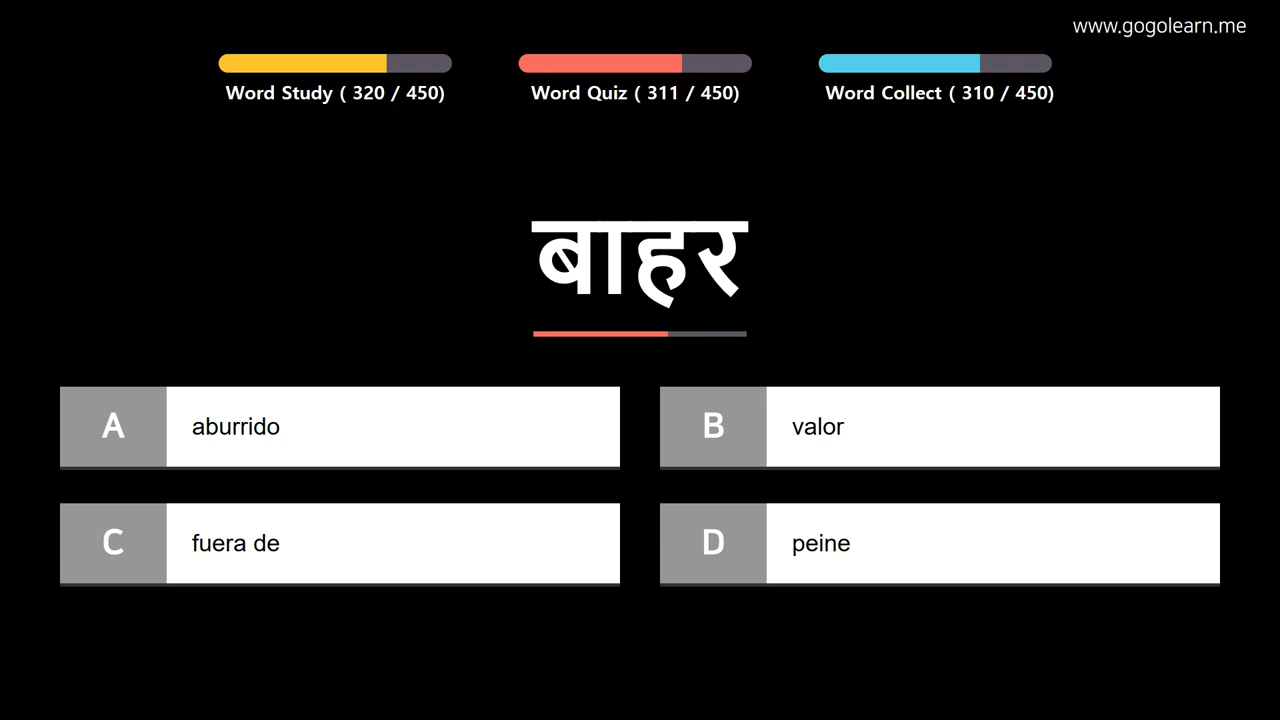 www.gogolearn.me
Word Study ( 320 / 450)
Word Quiz ( 311 / 450)
Word Collect ( 310 / 450)
बाहर
A
aburrido
B
valor
C
fuera de
D
peine